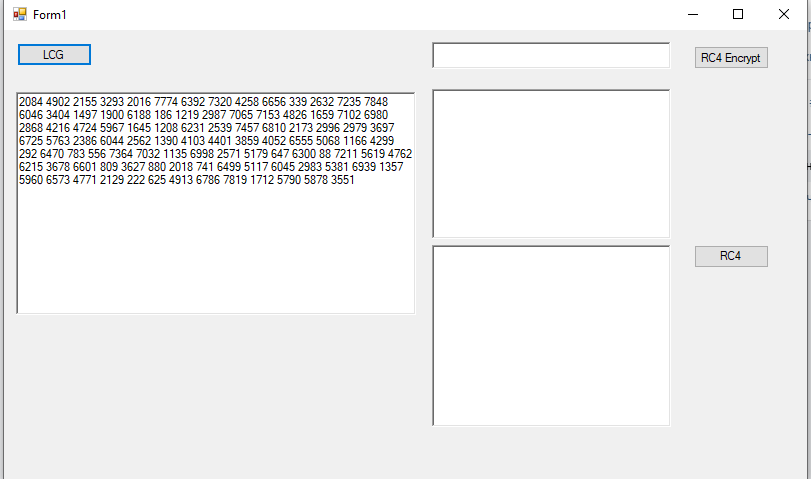 Form1
LCG
RC4 Encrypt
2084 4902 2155 3293 2016 7774 6392 7320 4258 6656 339 2632 7235 7848
6046 3404 1497 1900 6188 186 1219 2987 7065 7153 4826 1659 7102 6980
2868 4216 4724 5967 1645 1208 6231 2539 7457 6810 2173 2996 2979 3697
6725 5763 2386 6044 2562 1390 4103 4401 3859 4052 6555 5068 1166 4299
292 6470 783 556 7364 7032 1135 6998 2571 5179 647 6300 88 7211 5619 4762
6215 3678 6601 809 3627 880 2018 741 6499 5117 6045 2983 5381 6939 1357
5960 6573 4771 2129 222 625 4913 6786 7819 1712 5790 5878 3551
RC4